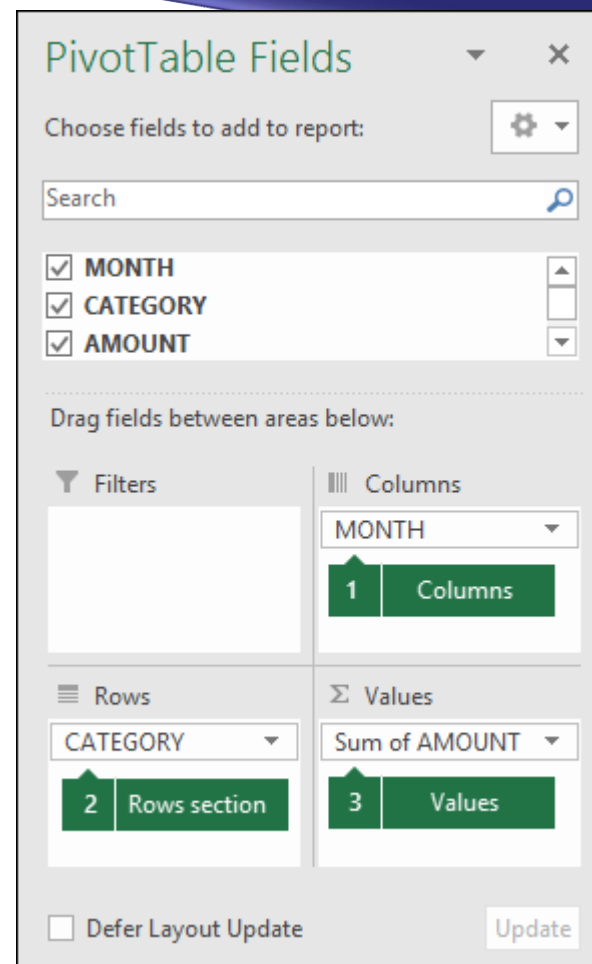 PivotTable Fields
Choose fields to add to report:
Search
MONTH
CATEGORY
AMOUNT
Drag fields between areas below:
Filters
Columns
MONTH
1 Columns
Rows
Σ Values
CATEGORY
Sum of AMOUNT
2 Rows section
3 Values
Defer Layout Update
Update